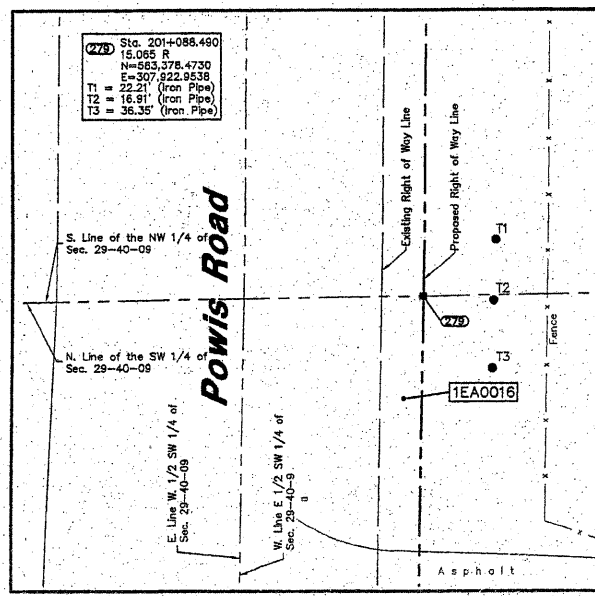 279 Sta. 201+088.490
15.065 R
N=583,378.4730
E=307,922.9538
T1 = 22.21' (Iron Pipe)
T2 = 16.91' (Iron Pipe)
T3 = 36.35' (Iron Pipe)
S. Line of the NW 1/4 of
Sec. 29-40-09
N. Line of the SW 1/4 of
Sec. 29-40-09
Powis Road
Existing Right of Way Line
Proposed Right of Way Line
T1
T2
279
T3
Fence
1EA0016
E. Line W. 1/2 SW 1/4 of
Sec. 29-40-09
W. Line E 1/2 SW 1/4 of
Sec. 29-40-9
Asphalt